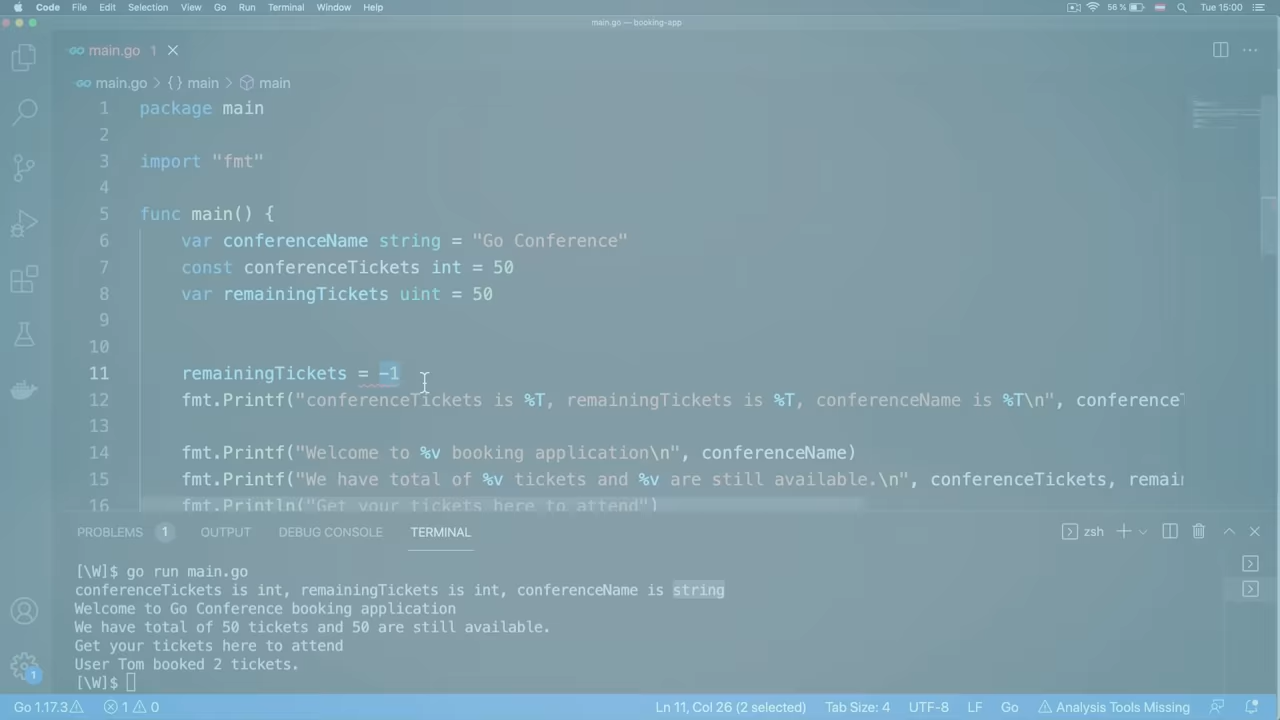 Code File Edit Selection View Go Run Terminal Window Help 56 % Tue 15:00
main.go — booking-app
main.go 1
main.go > { } main > main
1 package main
2
3 import "fmt"
4
5 func main() {
6 var conferenceName string = "Go Conference"
7 const conferenceTickets int = 50
8 var remainingTickets uint = 50
9
10
11 remainingTickets = -1
12 fmt.Printf("conferenceTickets is %T, remainingTickets is %T, conferenceName is %T\n", conferenceT
13
14 fmt.Printf("Welcome to %v booking application\n", conferenceName)
15 fmt.Printf("We have total of %v tickets and %v are still available.\n", conferenceTickets, remai
16 fmt.Println("Get your tickets here to attend")
PROBLEMS 1 OUTPUT DEBUG CONSOLE TERMINAL zsh
[\W]$ go run main.go
conferenceTickets is int, remainingTickets is int, conferenceName is string
Welcome to Go Conference booking application
We have total of 50 tickets and 50 are still available.
Get your tickets here to attend
User Tom booked 2 tickets.
[\W]$
1
Go 1.17.3 1 0 Ln 11, Col 26 (2 selected) Tab Size: 4 UTF-8 LF Go Analysis Tools Missing